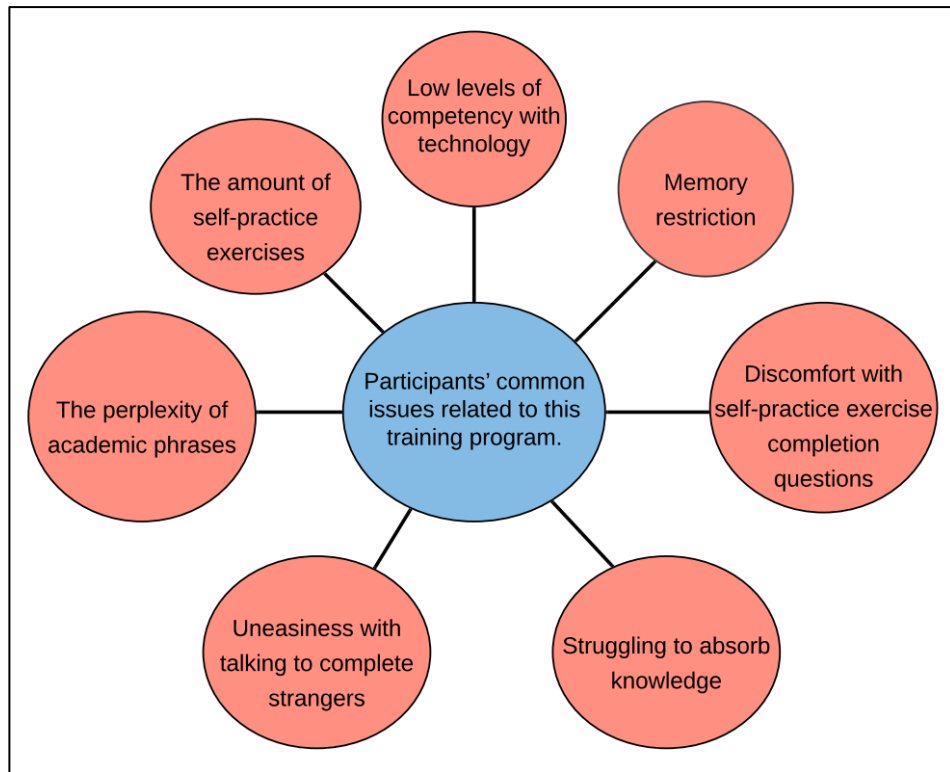 Low levels of
competency with
technology
The amount of
self-practice
exercises
Memory
restriction
Participants’ common
issues related to this
training program.
The perplexity of
academic phrases
Discomfort with
self-practice exercise
completion
questions
Uneasiness with
talking to complete
strangers
Struggling to absorb
knowledge